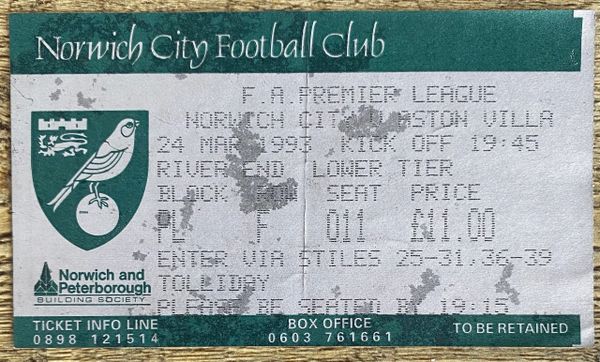 Norwich City Football Club
F.A.PREMIER LEAGUE
NORWICH CITY ASTON VILLA
24 MAR 1993 KICK OFF 19:45
RIVER END LOWER TIER
BLOCK ROW SEAT PRICE
PL F 011 £11.00
ENTER VIA STILES 25-31,36-39
TOLLIDAY
PLEASE BE SEATED BY 19:15
Norwich and
Peterborough
BUILDING SOCIETY
TICKET INFO LINE
0898 121514
BOX OFFICE
0603 761661
TO BE RETAINED